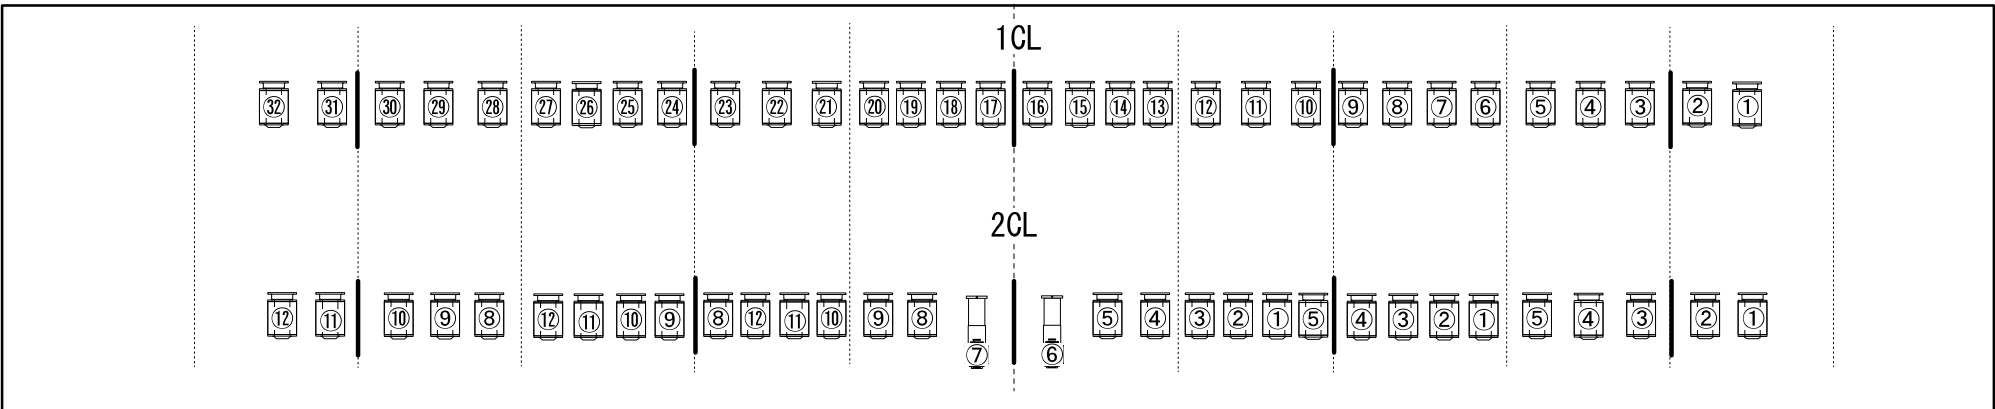 1CL
㉜ ㉛ ㉚ ㉙ ㉘ ㉗ ㉖ ㉕ ㉔ ㉓ ㉒ ㉑ ⑳ ⑲ ⑱ ⑰ ⑯ ⑮ ⑭ ⑬ ⑫ ⑪ ⑩ ⑨ ⑧ ⑦ ⑥ ⑤ ④ ③ ② ①
2CL
⑫ ⑪ ⑩ ⑨ ⑧ ⑫ ⑪ ⑩ ⑨ ⑧ ⑫ ⑪ ⑩ ⑨ ⑧ ⑦ ⑥ ⑤ ④ ③ ② ① ⑤ ④ ③ ② ① ⑤ ④ ③ ② ①